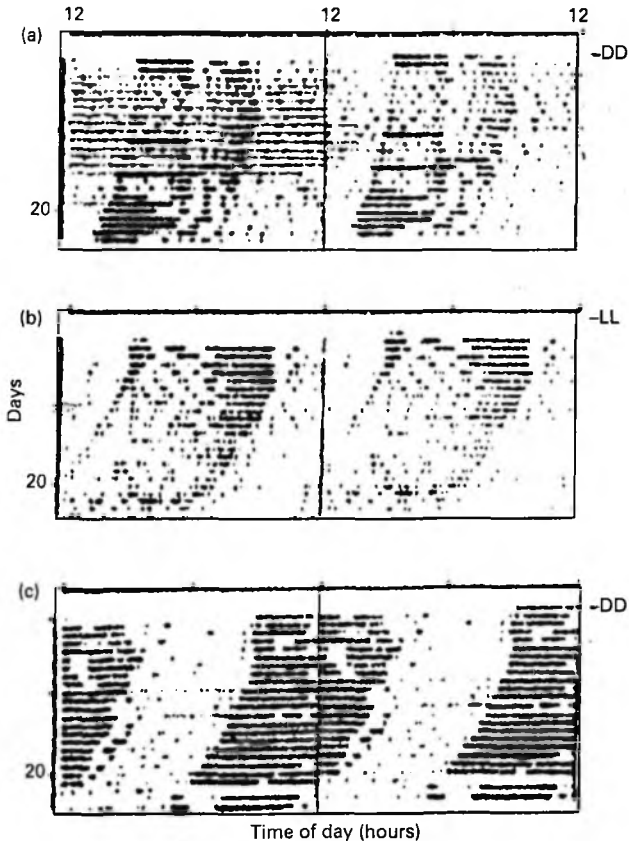 12 12 12
(a) –DD
20
(b) –LL
Days
20
(c) –DD
20
Time of day (hours)